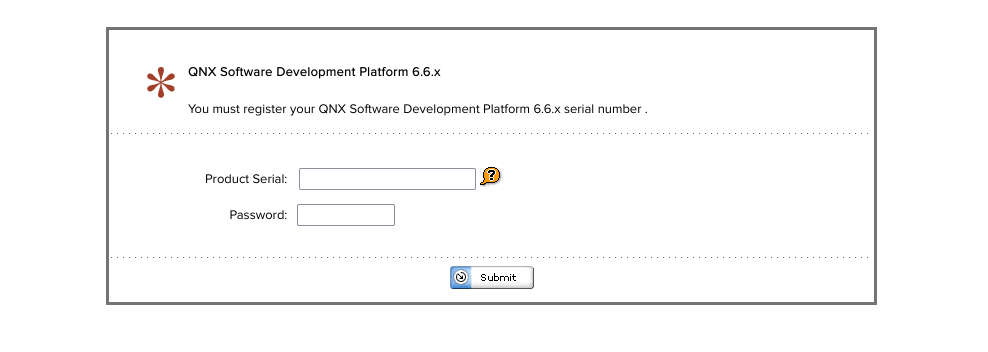 QNX Software Development Platform 6.6.x
You must register your QNX Software Development Platform 6.6.x serial number .
Product Serial:
?
Password:
Submit